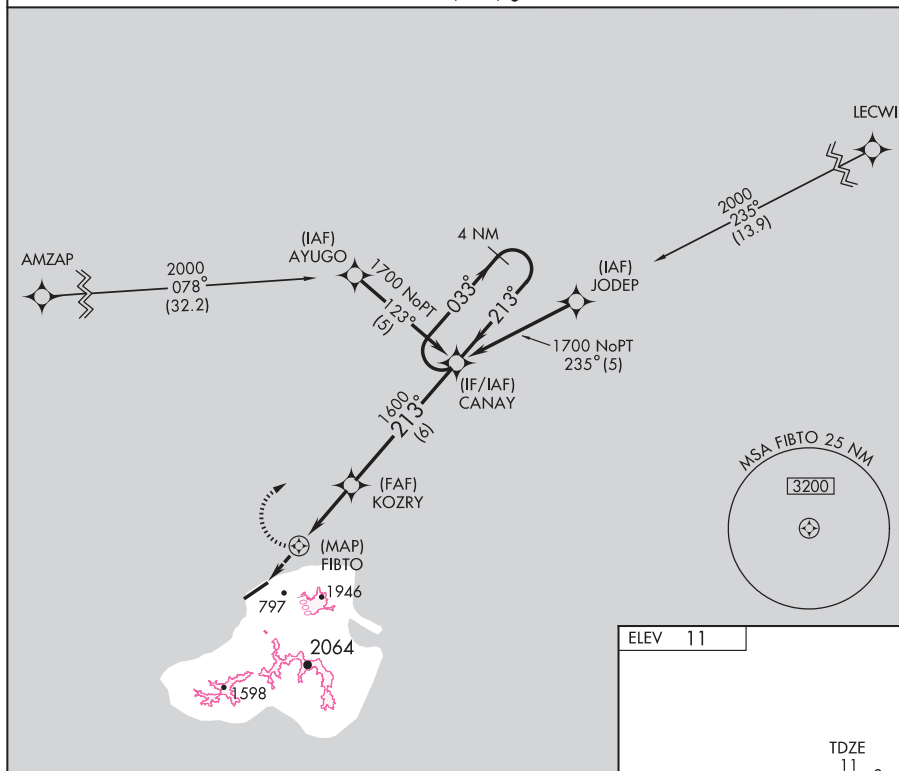 LECWI
2000
235°
(13.9)
4 NM
(IAF)
AYUGO
AMZAP
2000
078°
(32.2)
1700 NoPT
123°
(5)
033°
213°
(IAF)
JODEP
1700 NoPT
235° (5)
(IF/IAF)
CANAY
1600
213°
(6)
MSA FIBTO 25 NM
3200
(FAF)
KOZRY
(MAP)
FIBTO
797
1946
1000
2064
1598
ELEV 11
TDZE
11